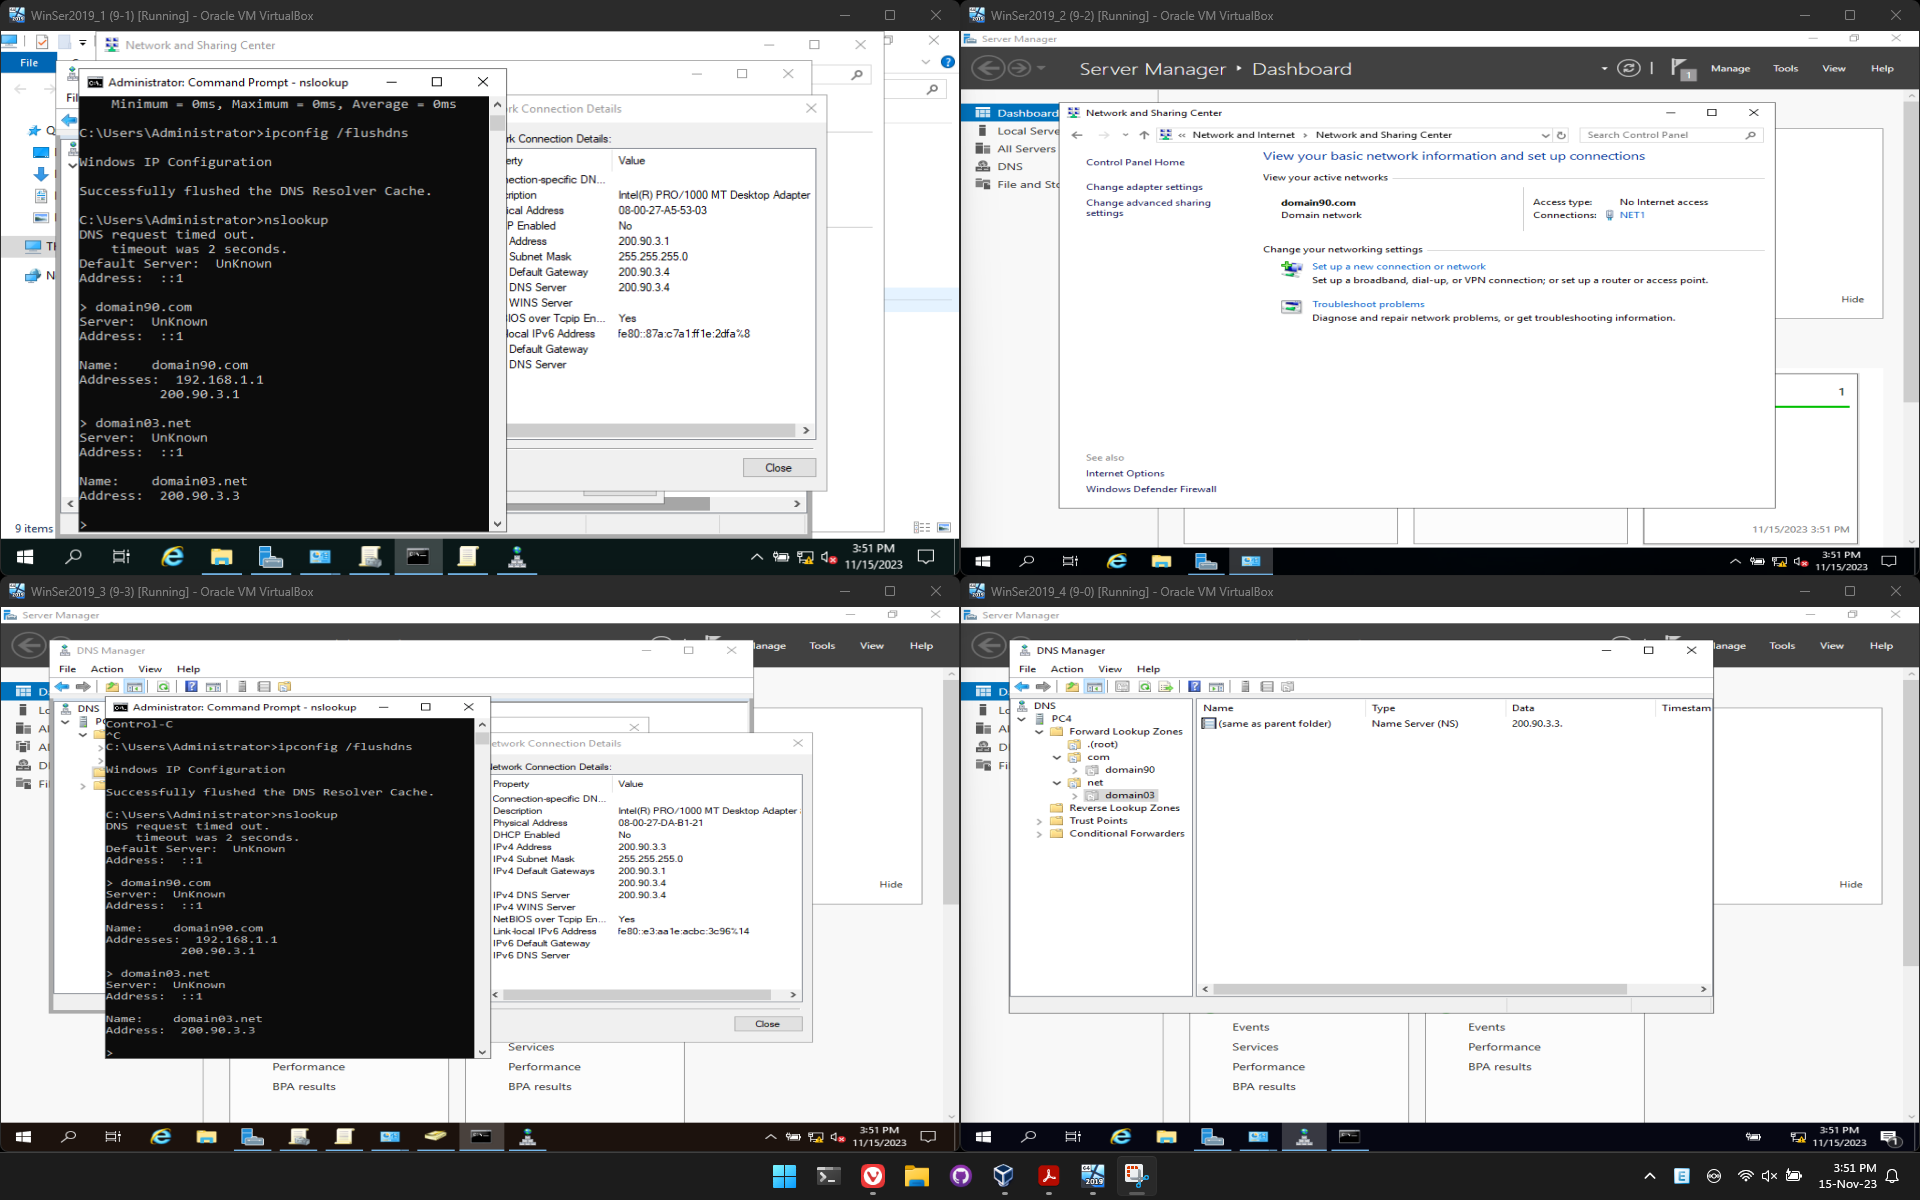 WinSer2019_1 (9-1) [Running] - Oracle VM VirtualBox
Network and Sharing Center
File
Administrator: Command Prompt - nslookup
Minimum = 0ms, Maximum = 0ms, Average = 0ms
C:\Users\Administrator>ipconfig /flushdns
Windows IP Configuration
Successfully flushed the DNS Resolver Cache.
C:\Users\Administrator>nslookup
DNS request timed out.
timeout was 2 seconds.
Default Server:  UnKnown
Address:  ::1
> domain90.com
Server:  UnKnown
Address:  ::1
Name:    domain90.com
Addresses:  192.168.1.1
200.90.3.1
> domain03.net
Server:  UnKnown
Address:  ::1
Name:    domain03.net
Address:  200.90.3.3
>
rk Connection Details
rk Connection Details:
erty Value
nection-specific DN...
ription Intel(R) PRO/1000 MT Desktop Adapter
ical Address 08-00-27-A5-53-03
P Enabled No
Address 200.90.3.1
Subnet Mask 255.255.255.0
Default Gateway 200.90.3.4
DNS Server 200.90.3.4
WINS Server
IOS over Tcpip En... Yes
local IPv6 Address fe80::87a:c7a1:ff1e:2dfa%8
Default Gateway
DNS Server
Close
9 items
3:51 PM
11/15/2023
WinSer2019_2 (9-2) [Running] - Oracle VM VirtualBox
Server Manager
Server Manager ‣ Dashboard
1
Manage Tools View Help
Dashboard
Local Serve
All Servers
DNS
File and Sto
Network and Sharing Center
« Network and Internet › Network and Sharing Center
Search Control Panel
Control Panel Home
Change adapter settings
Change advanced sharing
settings
View your basic network information and set up connections
View your active networks
domain90.com
Domain network
Access type: No Internet access
Connections: NET1
Change your networking settings
Set up a new connection or network
Set up a broadband, dial-up, or VPN connection; or set up a router or access point.
Troubleshoot problems
Diagnose and repair network problems, or get troubleshooting information.
See also
Internet Options
Windows Defender Firewall
Hide
1
11/15/2023 3:51 PM
3:51 PM
11/15/2023
WinSer2019_3 (9-3) [Running] - Oracle VM VirtualBox
Server Manager
anage Tools View Help
DNS Manager
File Action View Help
DNS
Administrator: Command Prompt - nslookup
Control-C
^C
C:\Users\Administrator>ipconfig /flushdns
Windows IP Configuration
Successfully flushed the DNS Resolver Cache.
C:\Users\Administrator>nslookup
DNS request timed out.
timeout was 2 seconds.
Default Server:  UnKnown
Address:  ::1
> domain90.com
Server:  UnKnown
Address:  ::1
Name:    domain90.com
Addresses:  192.168.1.1
200.90.3.1
> domain03.net
Server:  UnKnown
Address:  ::1
Name:    domain03.net
Address:  200.90.3.3
>
etwork Connection Details
etwork Connection Details:
Property Value
Connection-specific DN...
Description Intel(R) PRO/1000 MT Desktop Adapter
Physical Address 08-00-27-DA-B1-21
DHCP Enabled No
IPv4 Address 200.90.3.3
IPv4 Subnet Mask 255.255.255.0
IPv4 Default Gateways 200.90.3.1
200.90.3.4
IPv4 DNS Server 200.90.3.4
IPv4 WINS Server
NetBIOS over Tcpip En... Yes
Link-local IPv6 Address fe80::e3:aa1e:acbc:3c96%14
IPv6 Default Gateway
IPv6 DNS Server
Close
Hide
Services
Performance Performance
BPA results BPA results
3:51 PM
11/15/2023
WinSer2019_4 (9-0) [Running] - Oracle VM VirtualBox
Server Manager
lanage Tools View Help
DNS Manager
File Action View Help
DNS
PC4
Forward Lookup Zones
.(root)
com
domain90
net
domain03
Reverse Lookup Zones
Trust Points
Conditional Forwarders
Name Type Data Timestam
(same as parent folder) Name Server (NS) 200.90.3.3.
Hide
Events Events
Services Performance
Performance BPA results
BPA results
3:51 PM
11/15/2023
1
3:51 PM
15-Nov-23